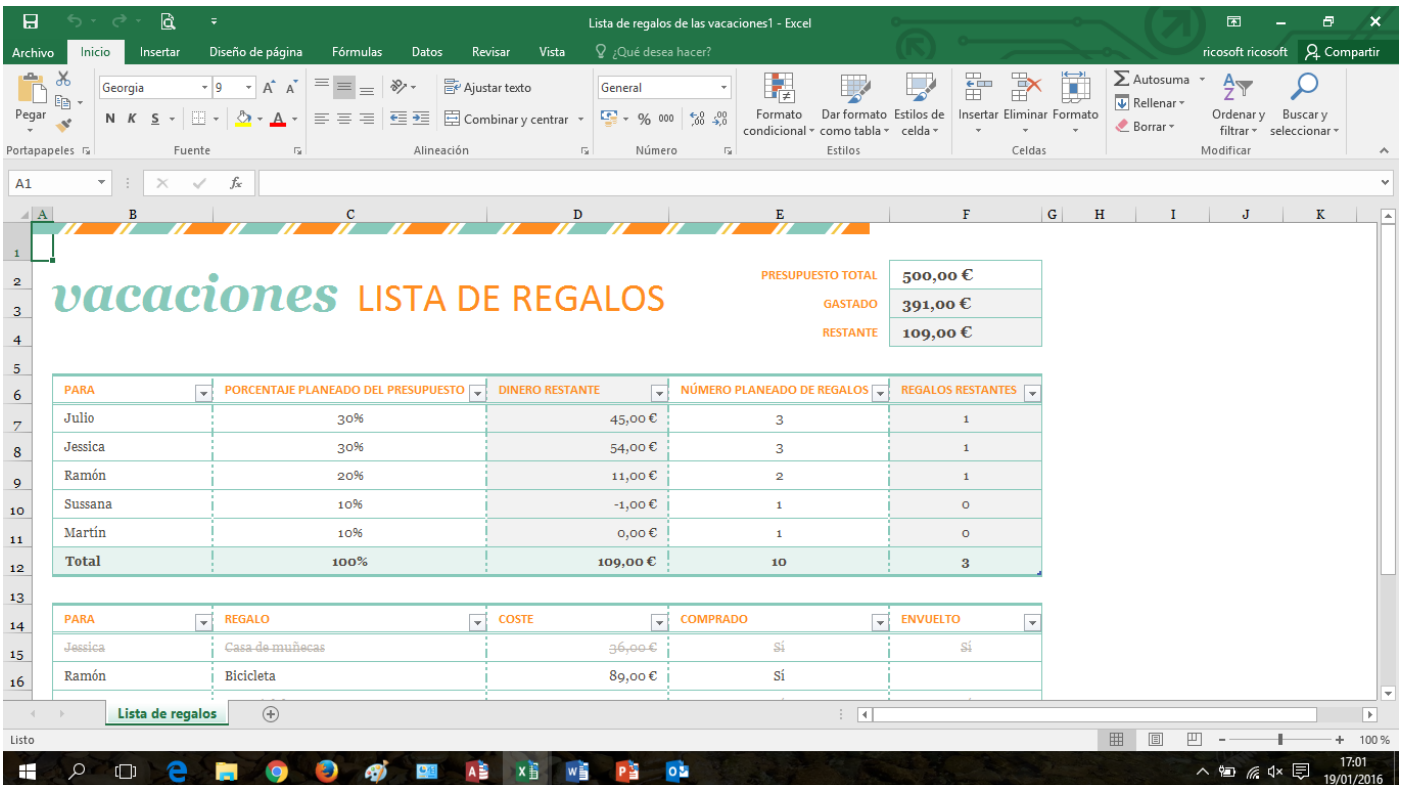 Lista de regalos de las vacaciones1 - Excel
Archivo Inicio Insertar Diseño de página Fórmulas Datos Revisar Vista ¿Qué desea hacer? ricosoft ricosoft Compartir
Pegar
Georgia 9
N K S
Ajustar texto
Combinar y centrar
General
% 000
Formato condicional
Dar formato como tabla
Estilos de celda
Insertar Eliminar Formato
Autosuma
Rellenar
Borrar
Ordenar y filtrar
Buscar y seleccionar
Portapapeles Fuente Alineación Número Estilos Celdas Modificar
A1 fx
A B C D E F G H I J K
1
2 PRESUPUESTO TOTAL 500,00 €
3 vacaciones LISTA DE REGALOS GASTADO 391,00 €
4 RESTANTE 109,00 €
5
6 PARA PORCENTAJE PLANEADO DEL PRESUPUESTO DINERO RESTANTE NÚMERO PLANEADO DE REGALOS REGALOS RESTANTES
7 Julio 30% 45,00 € 3 1
8 Jessica 30% 54,00 € 3 1
9 Ramón 20% 11,00 € 2 1
10 Sussana 10% -1,00 € 1 0
11 Martín 10% 0,00 € 1 0
12 Total 100% 109,00 € 10 3
13
14 PARA REGALO COSTE COMPRADO ENVUELTO
15 Jessica Casa de muñecas 36,00 € Sí Sí
16 Ramón Bicicleta 89,00 € Sí
Lista de regalos
Listo 100 %
17:01
19/01/2016